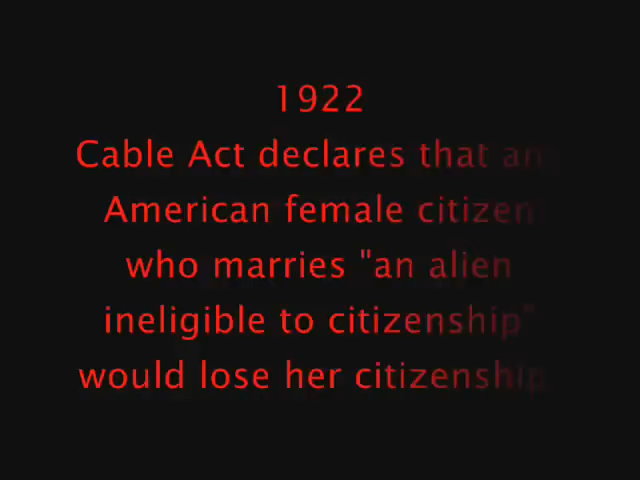 1922
Cable Act declares that any
American female citizen
who marries "an alien
ineligible to citizenship"
would lose her citizenship